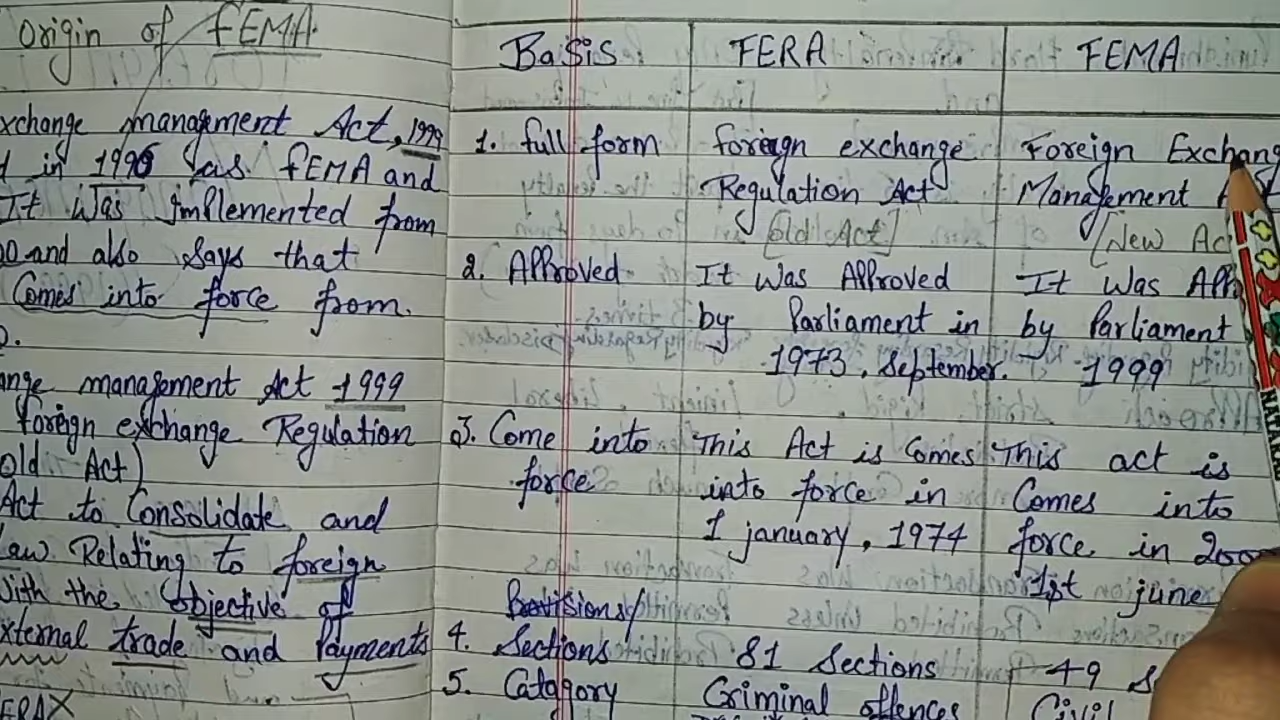 Origin of FEMA
xchange management Act, 1999
d in 1996 as FEMA and
It was implemented from
and also says that
Comes into force from.
ange management Act 1999
foreign exchange Regulation
old Act)
Act to Consolidate and
Law Relating to foreign
with the objective of
xternal trade and Payments
Basis FERA FEMA
1. full form foreign exchange Foreign Exchang
Regulation Act Management
[old Act] [New Ac
2. Approved It was Approved It was App
by Parliament in by Parliament
1973, September. 1999
3. Come into This Act is Comes This act is
force into force in Comes into
1 january, 1974 force in 200
1st june
4. Sections 81 Sections 49 S
5. Catagory Criminal offences Civil